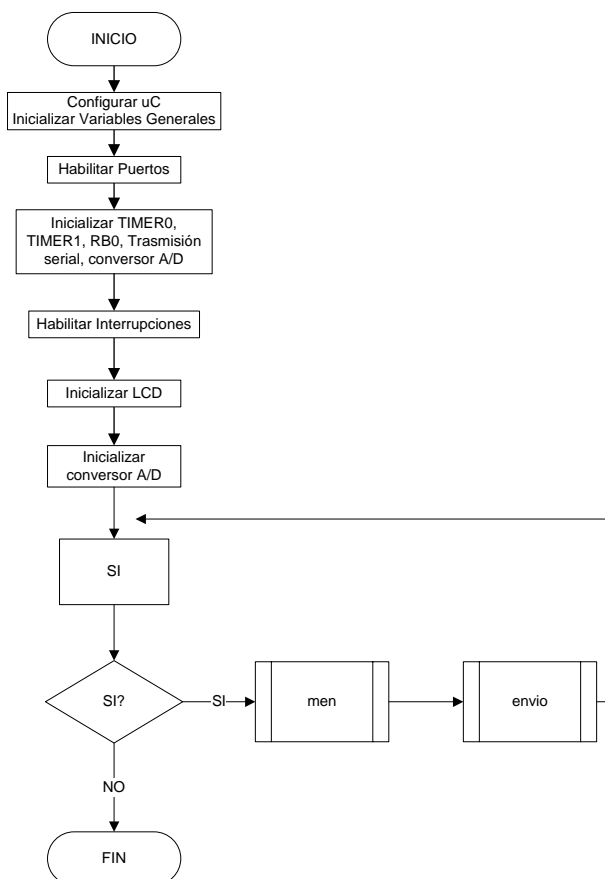 INICIO
Configurar uC
Inicializar Variables Generales
Habilitar Puertos
Inicializar TIMER0,
TIMER1, RB0, Trasmisión
serial, conversor A/D
Habilitar Interrupciones
Inicializar LCD
Inicializar
conversor A/D
SI
SI?
SI
men
envio
NO
FIN